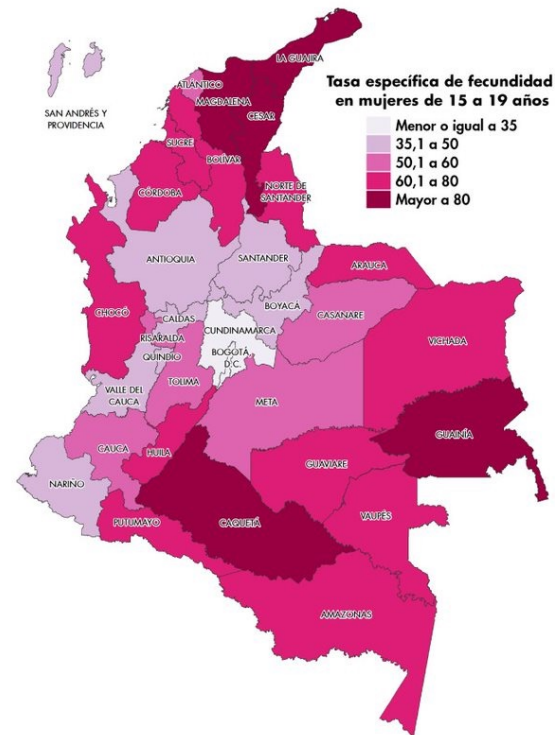 LA GUAIRA
Tasa específica de fecundidad
en mujeres de 15 a 19 años
Menor o igual a 35
35,1 a 50
50,1 a 60
60,1 a 80
Mayor a 80
SAN ANDRÉS Y
PROVIDENCIA
ATLÁNTICO
MAGDALENA
CESAR
SUCRE
BOLÍVAR
CÓRDOBA
NORTE DE
SANTANDER
ANTIOQUIA
SANTANDER
ARAUCA
CHOCÓ
CALDAS
BOYACÁ
CASANARE
CUNDINAMARCA
RISARALDA
VICHADA
QUINDIO
BOGOTÁ
D.C.
VALLE DEL
CAUCA
TOLIMA
META
GUAINÍA
CAUCA
HUILA
GUAVIARE
NARIÑO
PUTUMAYO
CAQUETÁ
VAUPÉS
AMAZONAS